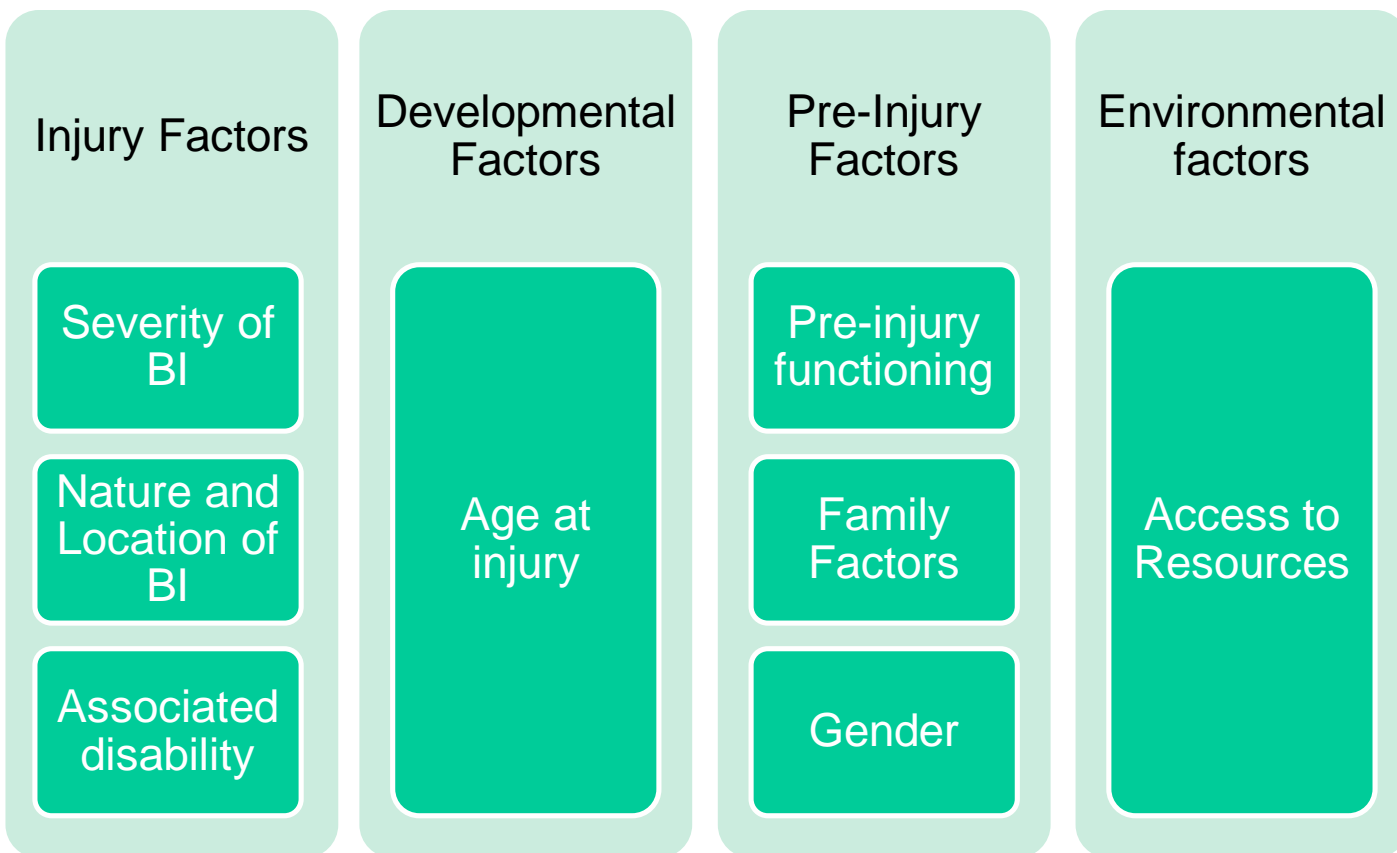 Injury Factors
Severity of
BI
Nature and
Location of
BI
Associated
disability
Developmental
Factors
Age at
injury
Pre-Injury
Factors
Pre-injury
functioning
Family
Factors
Gender
Environmental
factors
Access to
Resources